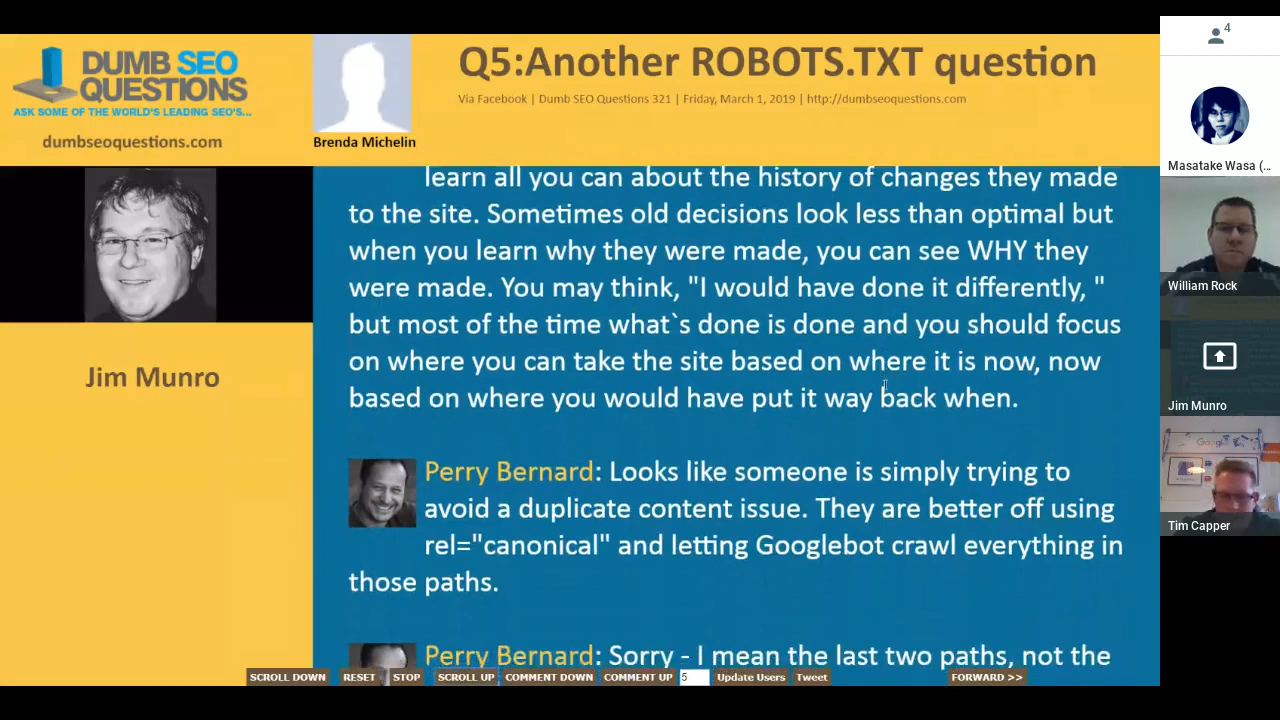 DUMB SEO
QUESTIONS
ASK SOME OF THE WORLD'S LEADING SEO'S...
dumbseoquestions.com
Brenda Michelin
Q5:Another ROBOTS.TXT question
Via Facebook | Dumb SEO Questions 321 | Friday, March 1, 2019 | http://dumbseoquestions.com
Jim Munro
learn all you can about the history of changes they made
to the site. Sometimes old decisions look less than optimal but
when you learn why they were made, you can see WHY they
were made. You may think, "I would have done it differently, "
but most of the time what`s done is done and you should focus
on where you can take the site based on where it is now, now
based on where you would have put it way back when.
Perry Bernard: Looks like someone is simply trying to
avoid a duplicate content issue. They are better off using
rel="canonical" and letting Googlebot crawl everything in
those paths.
Perry Bernard: Sorry - I mean the last two paths, not the
SCROLL DOWN RESET STOP SCROLL UP COMMENT DOWN COMMENT UP 5 Update Users Tweet FORWARD >>
4
Masatake Wasa (...
William Rock
Jim Munro
Google
Tim Capper